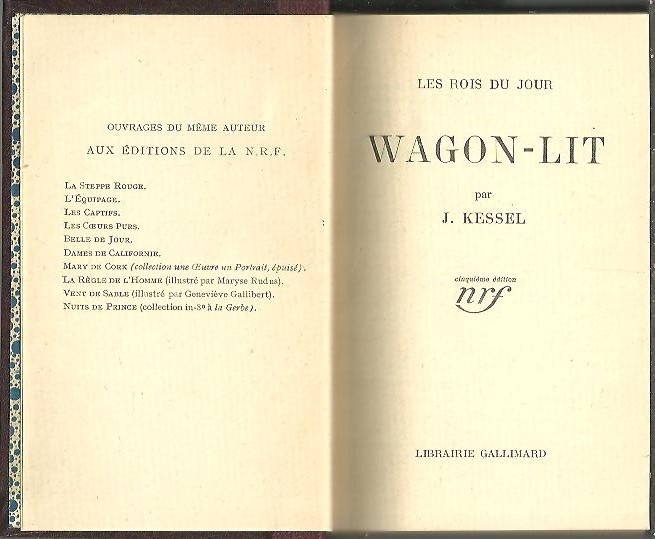 OUVRAGES DU MÊME AUTEUR
AUX ÉDITIONS DE LA N.R.F.
LA STEPPE ROUGE.
L'ÉQUIPAGE.
LES CAPTIFS.
LES CŒURS PURS.
BELLE DE JOUR.
DAMES DE CALIFORNIE.
MARY DE CORK (collection une Œuvre un Portrait, épuisé).
LA RÈGLE DE L'HOMME (illustré par Maryse Rudus).
VENT DE SABLE (illustré par Geneviève Gallibert).
NUITS DE PRINCE (collection in-8º à la Gerbe).
LES ROIS DU JOUR
WAGON-LIT
par
J. KESSEL
cinquième édition
nrf
LIBRAIRIE GALLIMARD